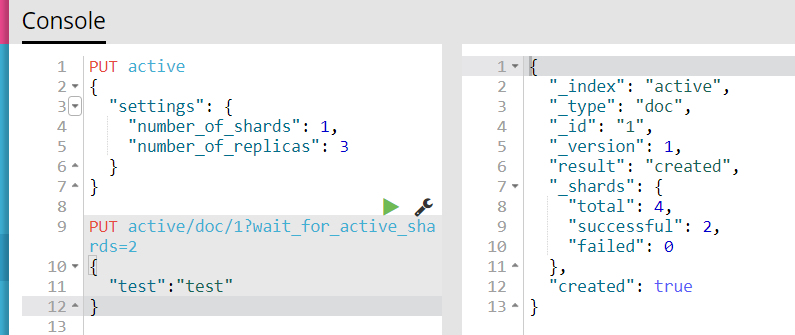 Console
1 PUT active
2 {
3 "settings": {
4 "number_of_shards": 1,
5 "number_of_replicas": 3
6 }
7 }
8
9 PUT active/doc/1?wait_for_active_sha
rds=2
10 {
11 "test":"test"
12 }
13
1 {
2 "_index": "active",
3 "_type": "doc",
4 "_id": "1",
5 "_version": 1,
6 "result": "created",
7 "_shards": {
8 "total": 4,
9 "successful": 2,
10 "failed": 0
11 },
12 "created": true
13 }